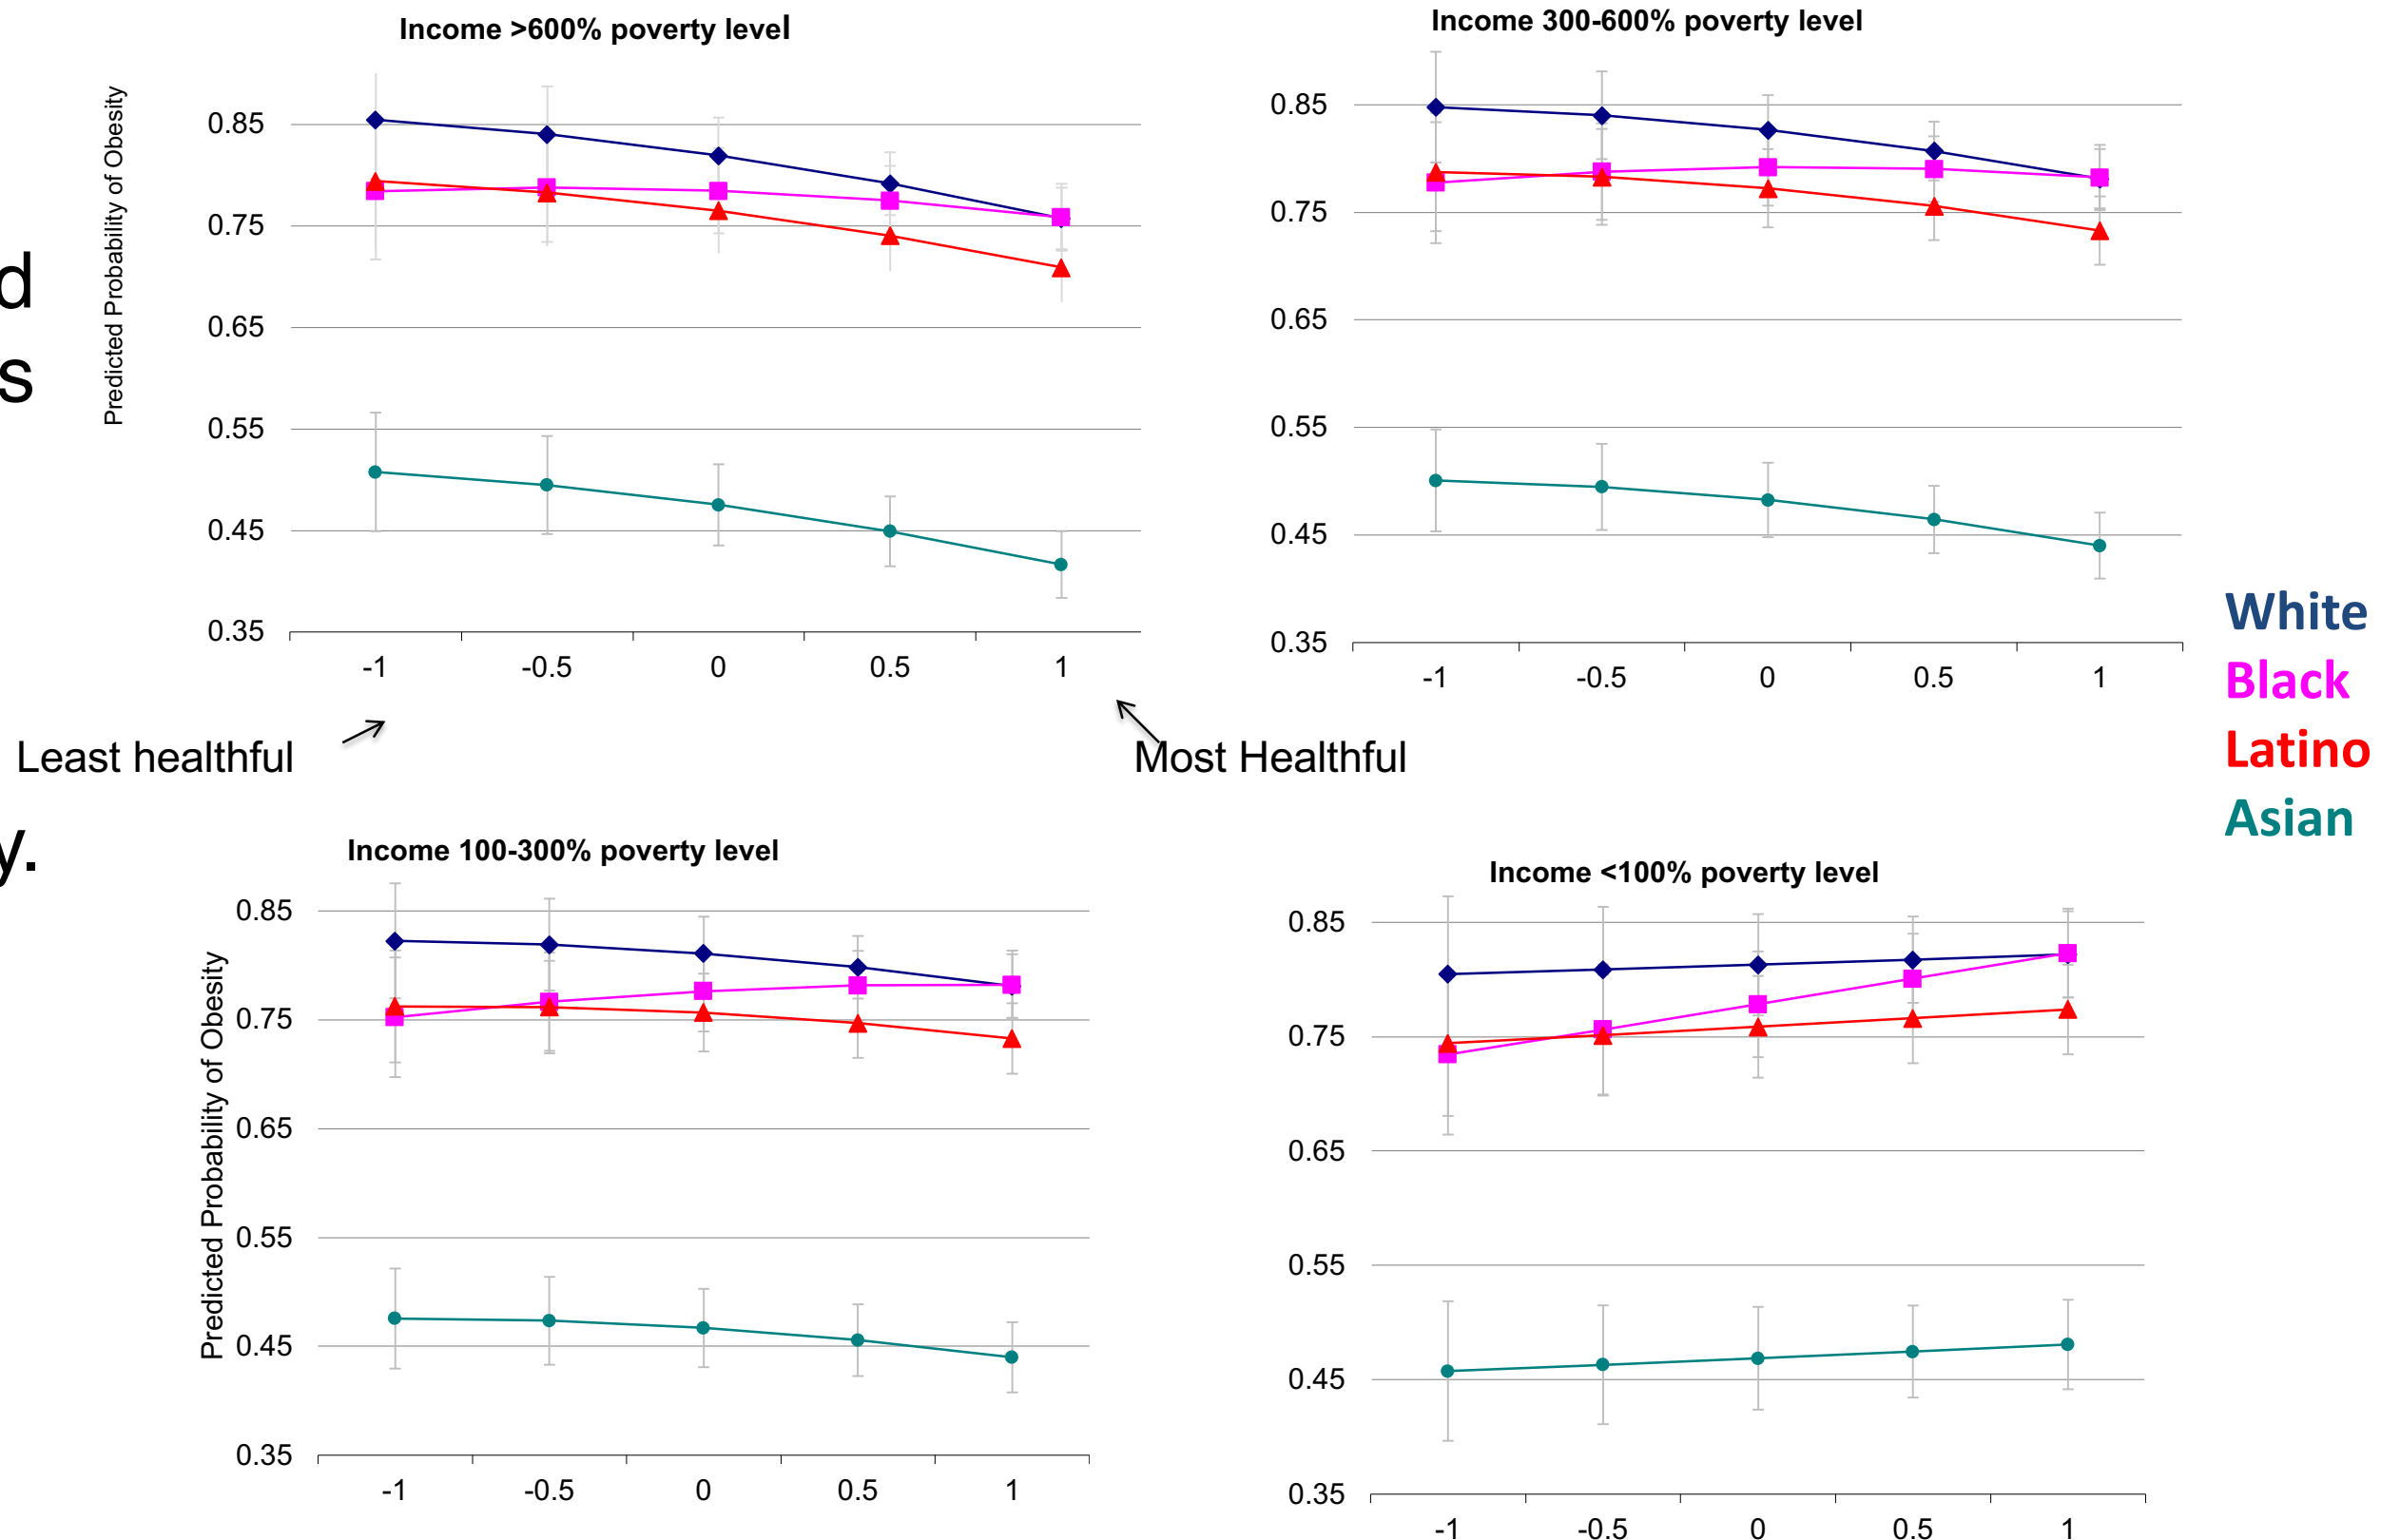 Income >600% poverty level
Predicted Probability of Obesity
0.85
0.75
0.65
0.55
0.45
0.35
-1 -0.5 0 0.5 1
Income 300-600% poverty level
0.85
0.75
0.65
0.55
0.45
0.35
-1 -0.5 0 0.5 1
d
s
y.
Least healthful
Most Healthful
White
Black
Latino
Asian
Income 100-300% poverty level
Predicted Probability of Obesity
0.85
0.75
0.65
0.55
0.45
0.35
-1 -0.5 0 0.5 1
Income <100% poverty level
0.85
0.75
0.65
0.55
0.45
0.35
-1 -0.5 0 0.5 1